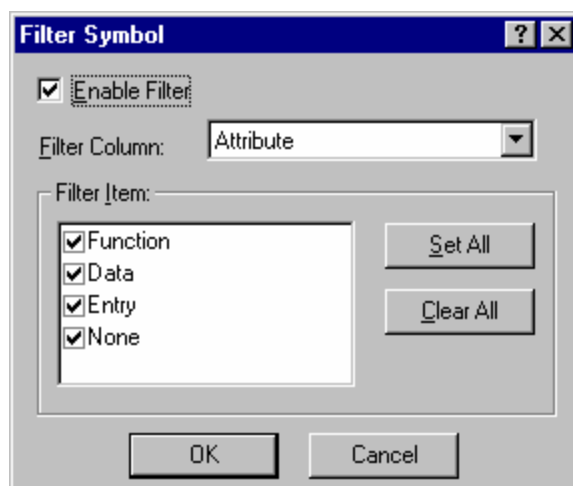 Filter Symbol
Enable Filter
Filter Column: Attribute
Filter Item:
Function
Data
Entry
None
Set All
Clear All
OK Cancel